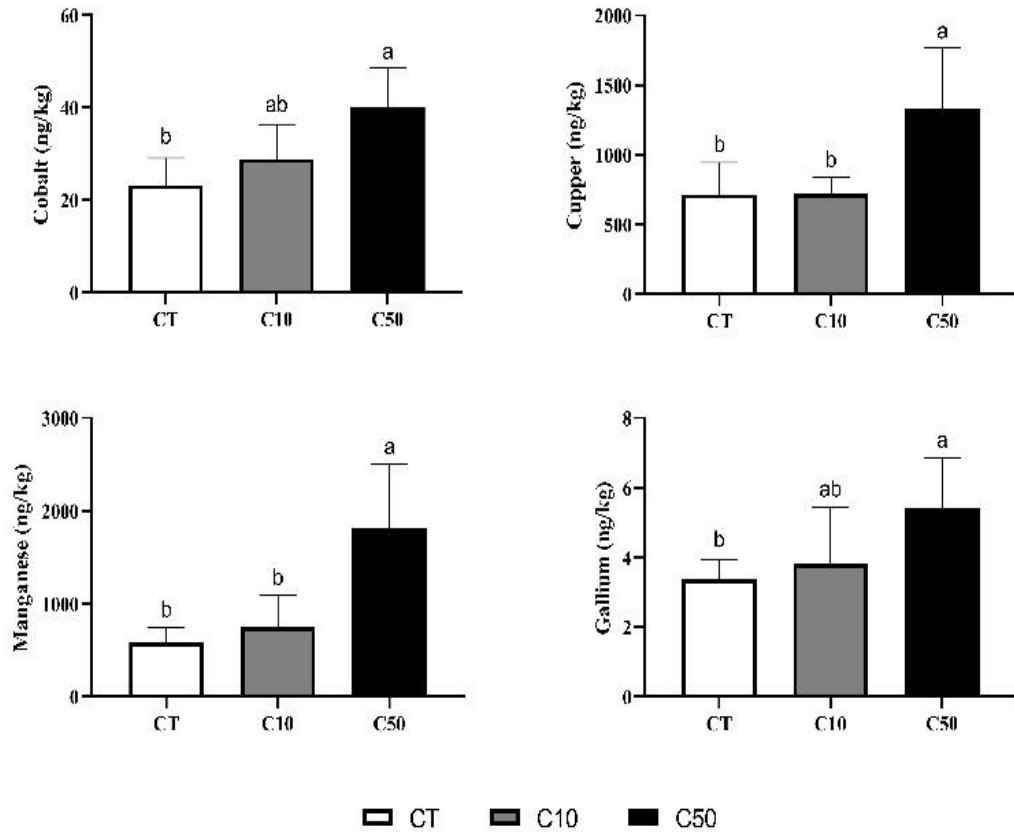 60
40
20
0
Cobalt (ng/kg)
b
ab
a
CT C10 C50
2000
1500
1000
500
0
Cupper (ng/kg)
b
b
a
CT C10 C50
3000
2000
1000
0
Manganese (ng/kg)
b
b
a
CT C10 C50
8
6
4
2
0
Gallium (ng/kg)
b
ab
a
CT C10 C50
CT C10 C50